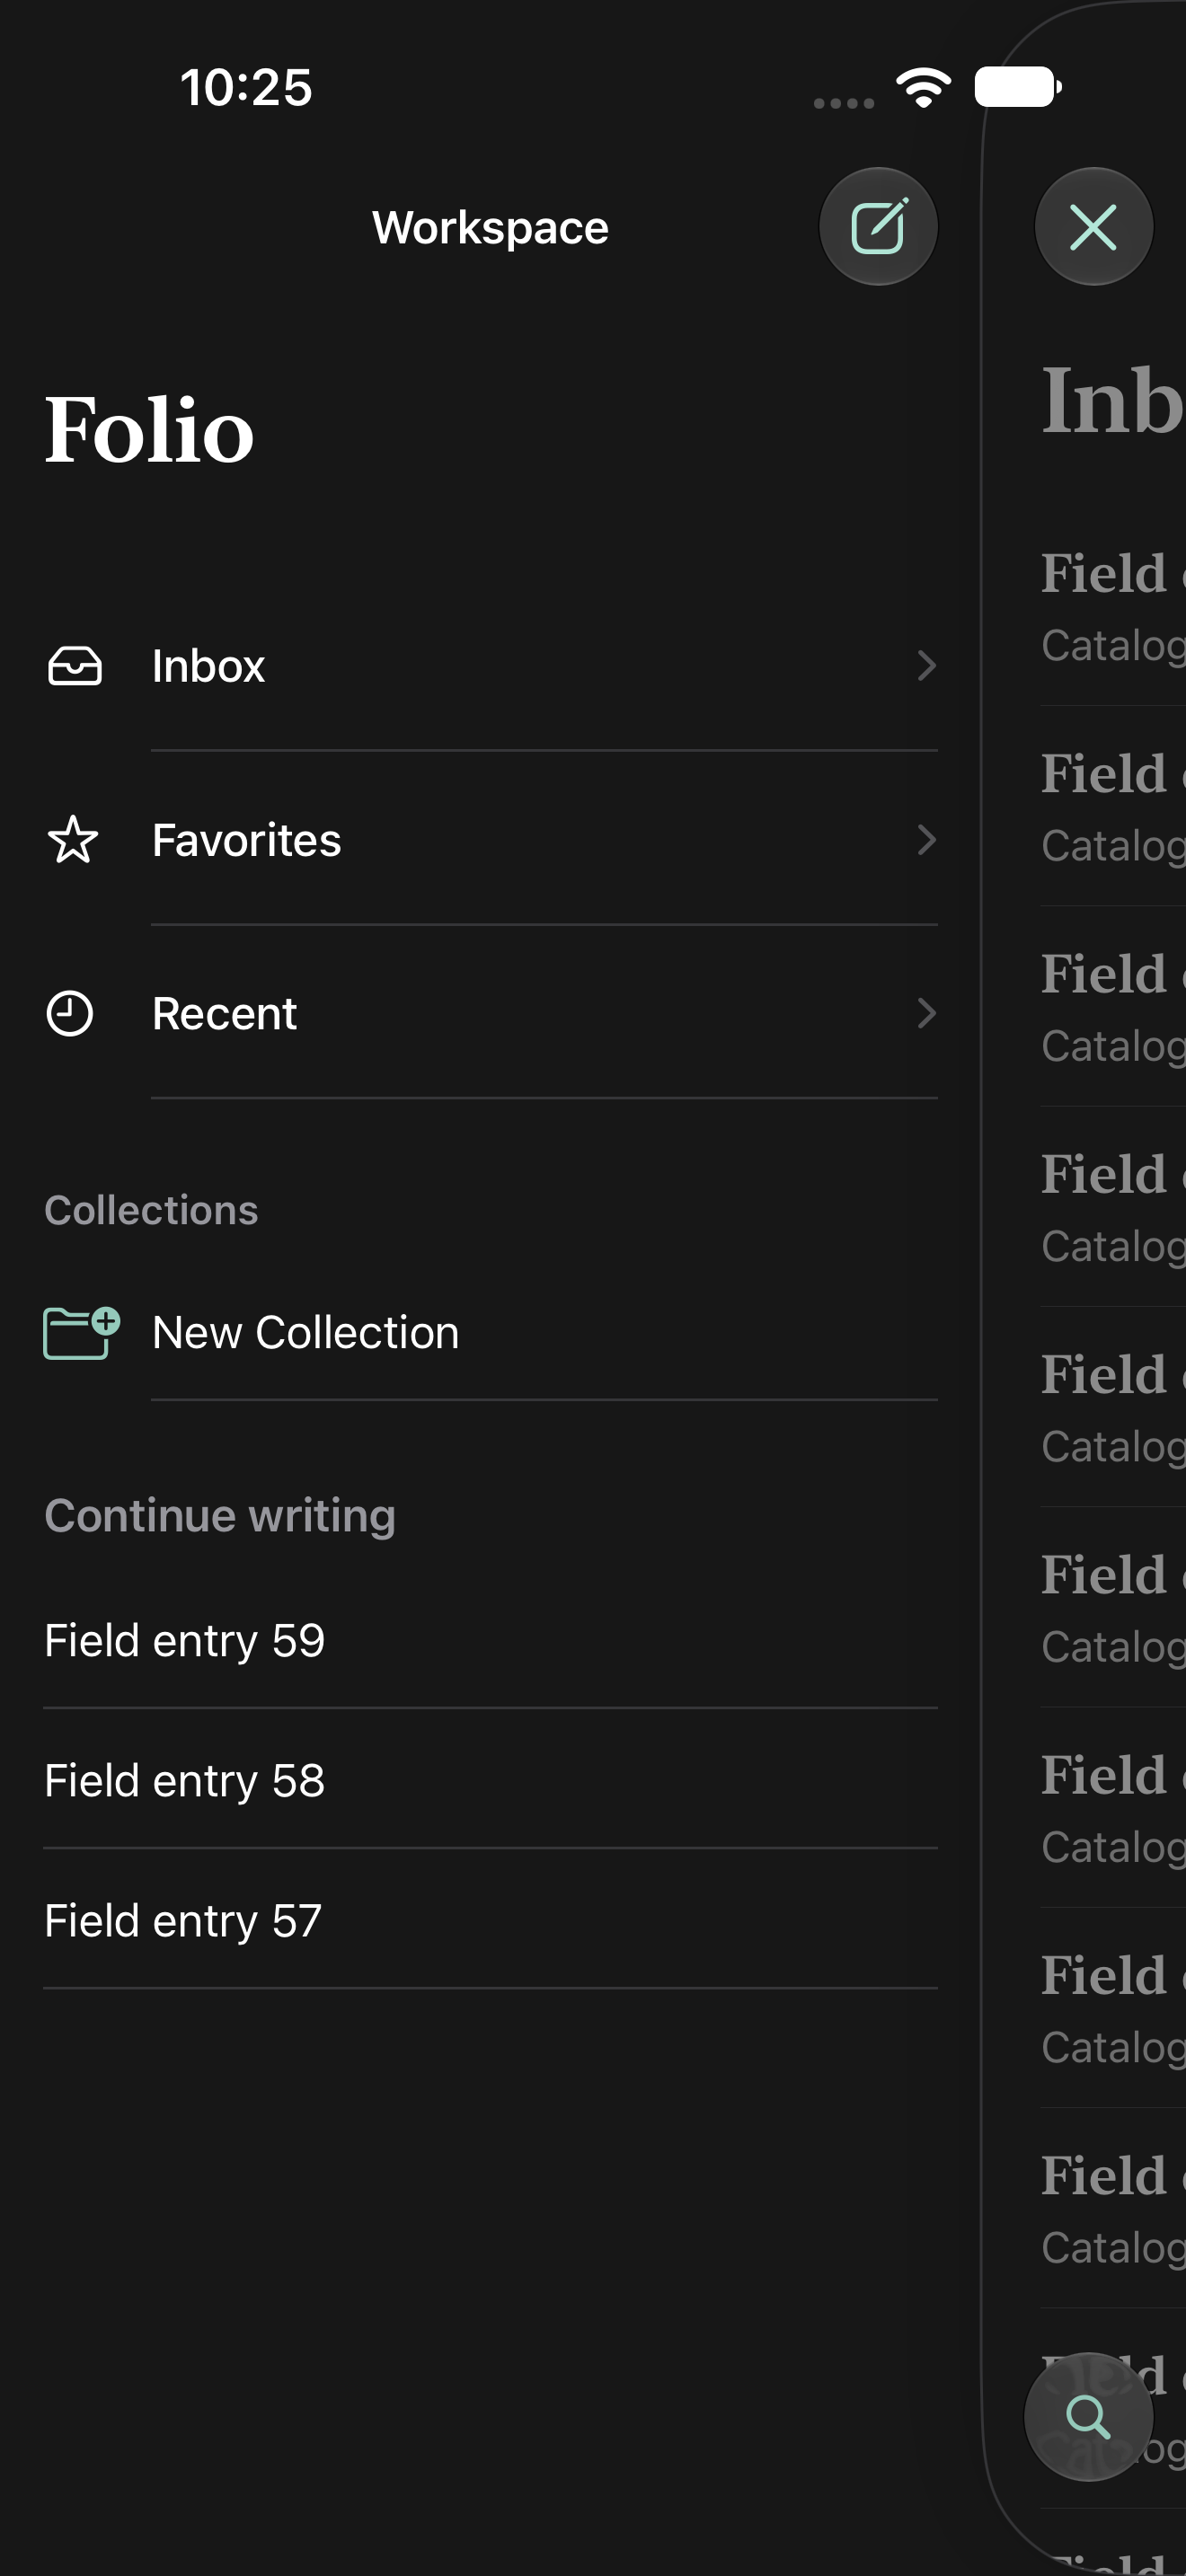 10:25
Workspace
Folio
Inbox
Favorites
Recent
Collections
New Collection
Continue writing
Field entry 59
Field entry 58
Field entry 57
Inb
Field
Catalog
Field
Catalog
Field
Catalog
Field
Catalog
Field
Catalog
Field
Catalog
Field
Catalog
Field
Catalog
Field
Catalog